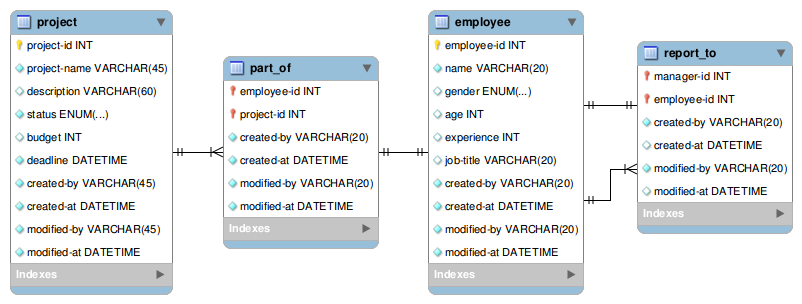 project
project-id INT
project-name VARCHAR(45)
description VARCHAR(60)
status ENUM(...)
budget INT
deadline DATETIME
created-by VARCHAR(45)
created-at DATETIME
modified-by VARCHAR(45)
modified-at DATETIME
Indexes
part_of
employee-id INT
project-id INT
created-by VARCHAR(20)
created-at DATETIME
modified-by VARCHAR(20)
modified-at DATETIME
Indexes
employee
employee-id INT
name VARCHAR(20)
gender ENUM(...)
age INT
experience INT
job-title VARCHAR(20)
created-by VARCHAR(20)
created-at DATETIME
modified-by VARCHAR(20)
modified-at DATETIME
Indexes
report_to
manager-id INT
employee-id INT
created-by VARCHAR(20)
created-at DATETIME
modified-by VARCHAR(20)
modified-at DATETIME
Indexes